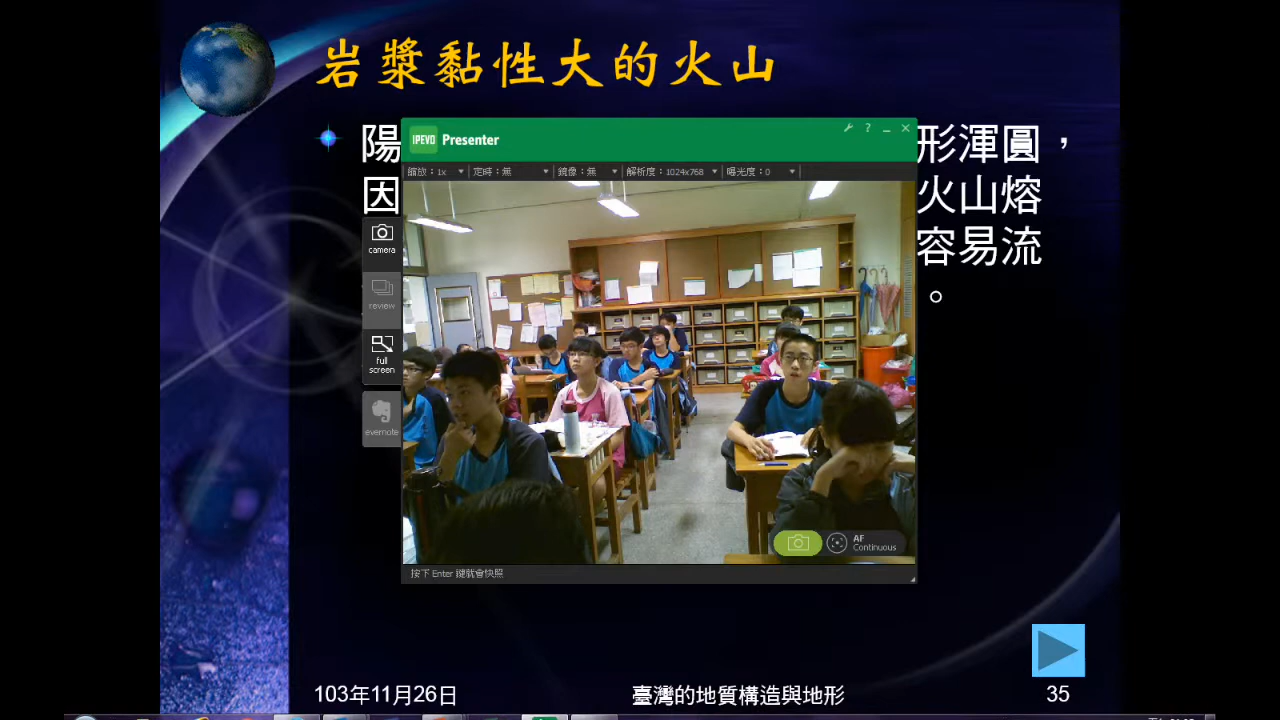 岩漿黏性大的火山
陽
形渾圓，
因
火山熔
容易流
。
IPEVO Presenter
縮放：1x 定時：無 鏡像：無 解析度：1024x768 曝光度：0
camera
review
full
screen
evernote
AF
Continuous
按下 Enter 鍵就會快照
103年11月26日
臺灣的地質構造與地形
35